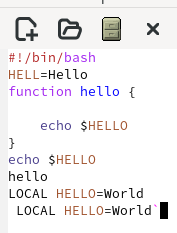 #!/bin/bash
HELL=Hello
function hello {
    echo $HELLO
}
echo $HELLO
hello
LOCAL HELLO=World
 LOCAL HELLO=World`